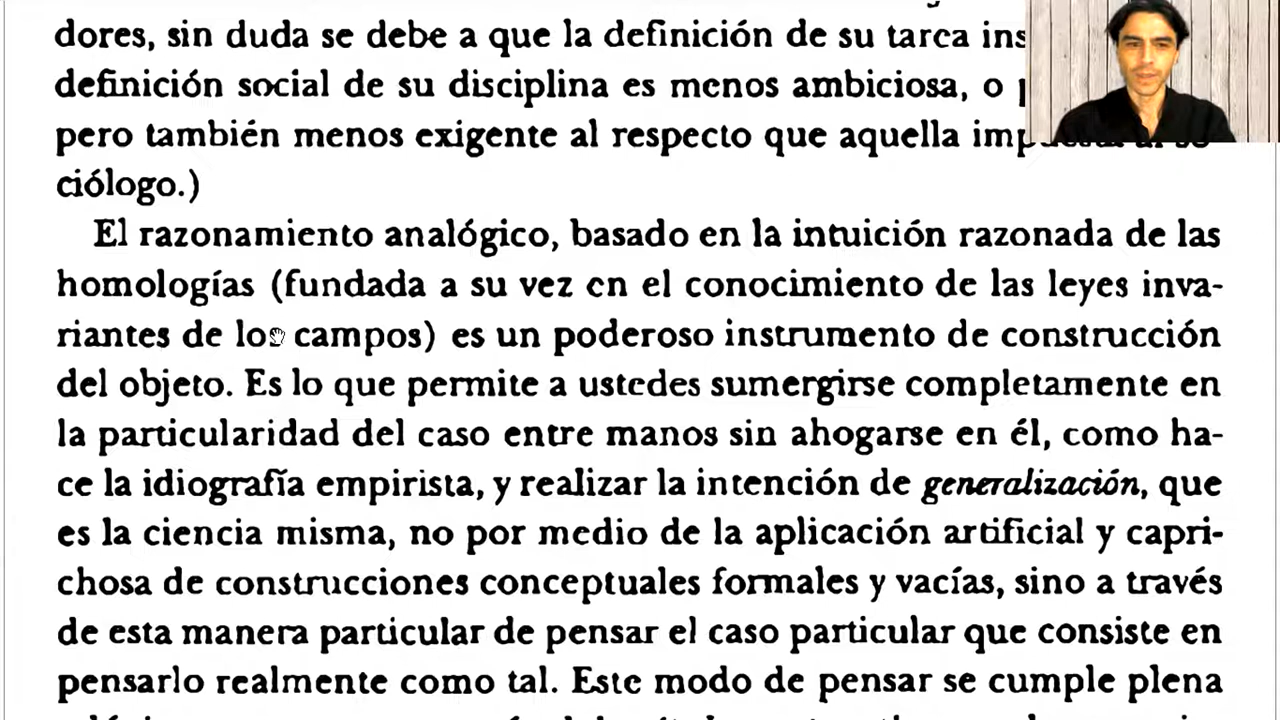 dores, sin duda se debe a que la definición de su tarea
definición social de su disciplina es menos ambiciosa, o
pero también menos exigente al respecto que aquella
ciólogo.)
El razonamiento analógico, basado en la intuición razonada de las
homologías (fundada a su vez en el conocimiento de las leyes inva-
riantes de los campos) es un poderoso instrumento de construcción
del objeto. Es lo que permite a ustedes sumergirse completamente en
la particularidad del caso entre manos sin ahogarse en él, como ha-
ce la idiografía empirista, y realizar la intención de generalización, que
es la ciencia misma, no por medio de la aplicación artificial y capri-
chosa de construcciones conceptuales formales y vacías, sino a través
de esta manera particular de pensar el caso particular que consiste en
pensarlo realmente como tal. Este modo de pensar se cumple plena